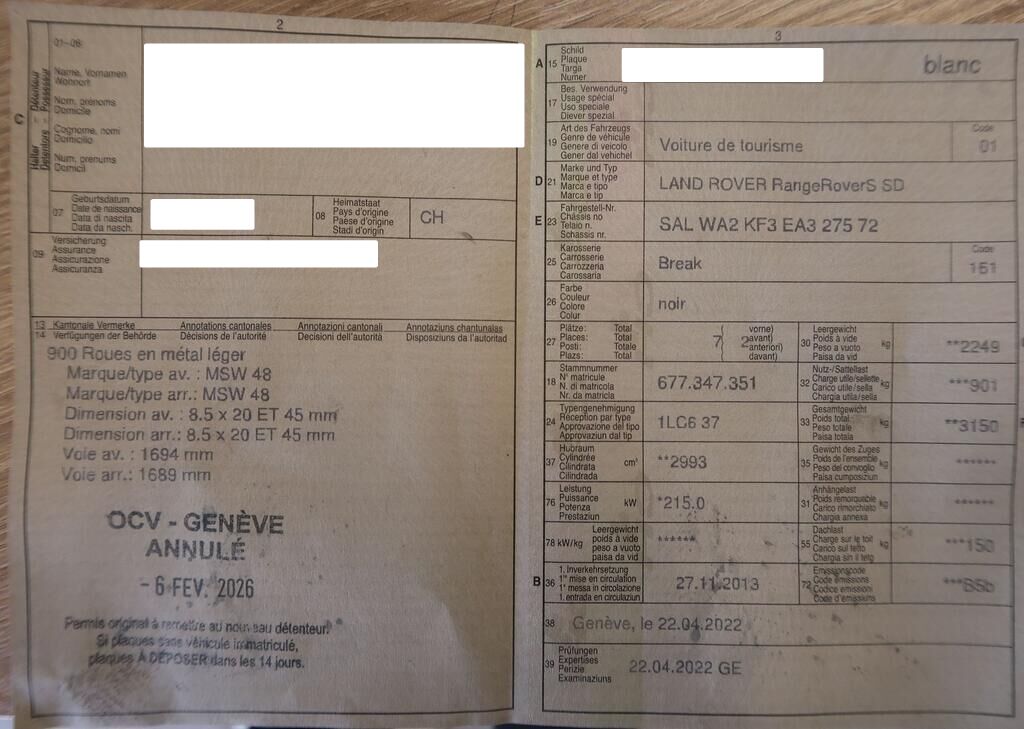 2
01-06
C
Halter Détenteur
Detentore Possessur
Name, Vornamen
Wohnort
Nom, prénoms
Domicile
Cognome, nomi
Domicilio
Num, prenums
Domicil
07
Geburtsdatum
Date de naissance
Data di nascita
Data da nasch.
08
Heimatstaat
Pays d'origine
Paese d'origine
Stadi d'origin
CH
09
Versicherung
Assurance
Assicurazione
Assicuranza
13 Kantonale Vermerke Annotations cantonales Annotazioni cantonali Annotaziuns chantunalas
14 Verfügungen der Behörde Décisions de l'autorité Decisioni dell'autorità Disposiziuns da l'autoritad
900 Roues en métal léger
Marque/type av. : MSW 48
Marque/type arr.: MSW 48
Dimension av. : 8.5 x 20 ET 45 mm
Dimension arr.: 8.5 x 20 ET 45 mm
Voie av. : 1694 mm
Voie arr.: 1689 mm
OCV - GENÈVE
ANNULÉ
- 6 FEV. 2026
Permis original à remettre au nouveau détenteur.
Si plaques sans véhicule immatriculé,
plaques À DÉPOSER dans les 14 jours.
3
A 15
Schild
Plaque
Targa
Numer
blanc
17
Bes. Verwendung
Usage spécial
Uso speciale
Diever spezial
19
Art des Fahrzeugs
Genre de véhicule
Genere di veicolo
Gener dal vehichel
Voiture de tourisme
Code
01
D 21
Marke und Typ
Marque et type
Marca e tipo
Marca e tip
LAND ROVER RangeRoverS SD
E 23
Fahrgestell-Nr.
Châssis no
Telaio n.
Schassis nr.
SAL WA2 KF3 EA3 275 72
25
Karosserie
Carrosserie
Carrozzeria
Carossaria
Break
Code
151
26
Farbe
Couleur
Colore
Colur
noir
27
Plätze: Total
Places: Total
Posti: Totale
Plazs: Total
7 ( 2
vorne)
avant)
anteriori)
davant)
30
Leergewicht
Poids à vide
Peso a vuoto
Paisa da vid
kg
**2249
18
Stammnummer
N° matricule
N. di matricola
Nr. da matricla
677.347.351
32
Nutz-/Sattellast
Charge utile/sellette
Carico utile/sella
Chargia utila/sella
kg
***901
24
Typengenehmigung
Réception par type
Approvazione del tipo
Approvaziun dal tip
1LC6 37
33
Gesamtgewicht
Poids total
Peso totale
Paisa totala
kg
**3150
37
Hubraum
Cylindrée
Cilindrata
Cilindrada
cm³
**2993
35
Gewicht des Zuges
Poids de l'ensemble
Peso del convoglio
Paisa cumposiziun
kg
******
76
Leistung
Puissance
Potenza
Prestaziun
kW
*215.0
31
Anhängelast
Poids remorquable
Carico rimorchiato
Chargia annexa
kg
******
78 kW/kg
Leergewicht
poids à vide
peso a vuoto
paisa da vid
******
55
Dachlast
Charge sur le toit
Carico sul tetto
Chargia sin il tetg
kg
***150
B 36
1. Inverkehrsetzung
1re mise en circulation
1a messa in circolazione
1. entrada en circulaziun
27.11.2013
72
Emissionscode
Code émissions
Codice emissioni
Code d'emissiuns
***B5b
38
Genève, le 22.04.2022
39
Prüfungen
Expertises
Perizie
Examinaziuns
22.04.2022 GE